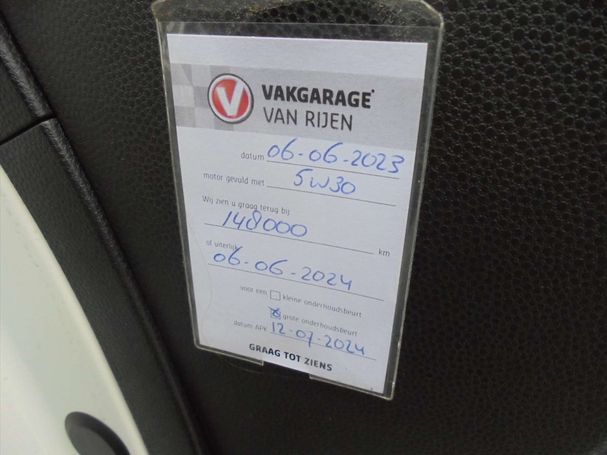 V
VAKGARAGE
VAN RIJEN
datum 06-06-2023
motor gevuld met 5W30
Wij zien u graag terug bij
148000 km
of uiterlijk
06-06-2024
voor een kleine onderhoudsbeurt
grote onderhoudsbeurt
datum APK 12-07-2024
GRAAG TOT ZIENS